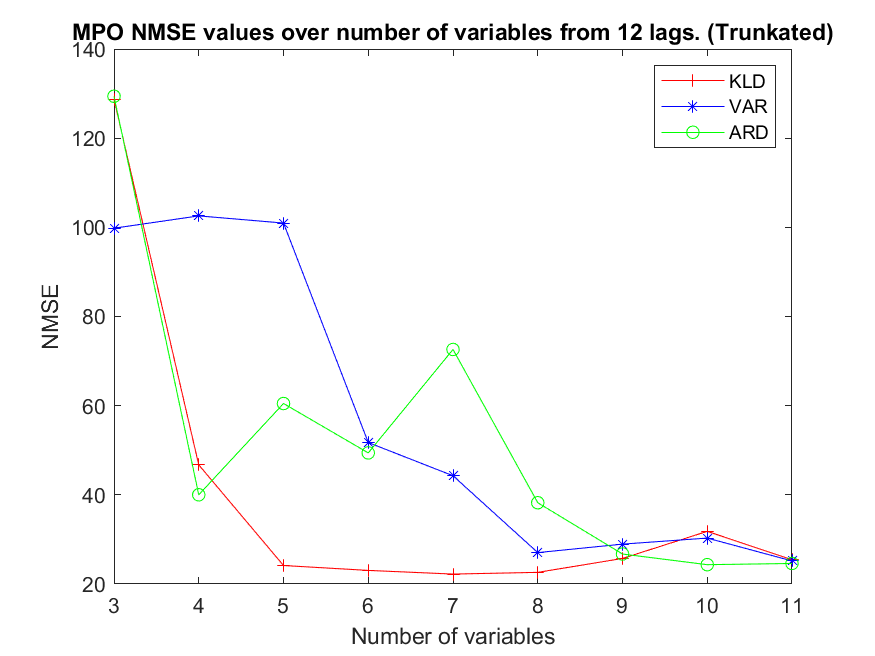 MPO NMSE values over number of variables from 12 lags. (Trunkated)
140
120
100
80
60
40
20
NMSE
KLD
VAR
ARD
3 4 5 6 7 8 9 10 11
Number of variables